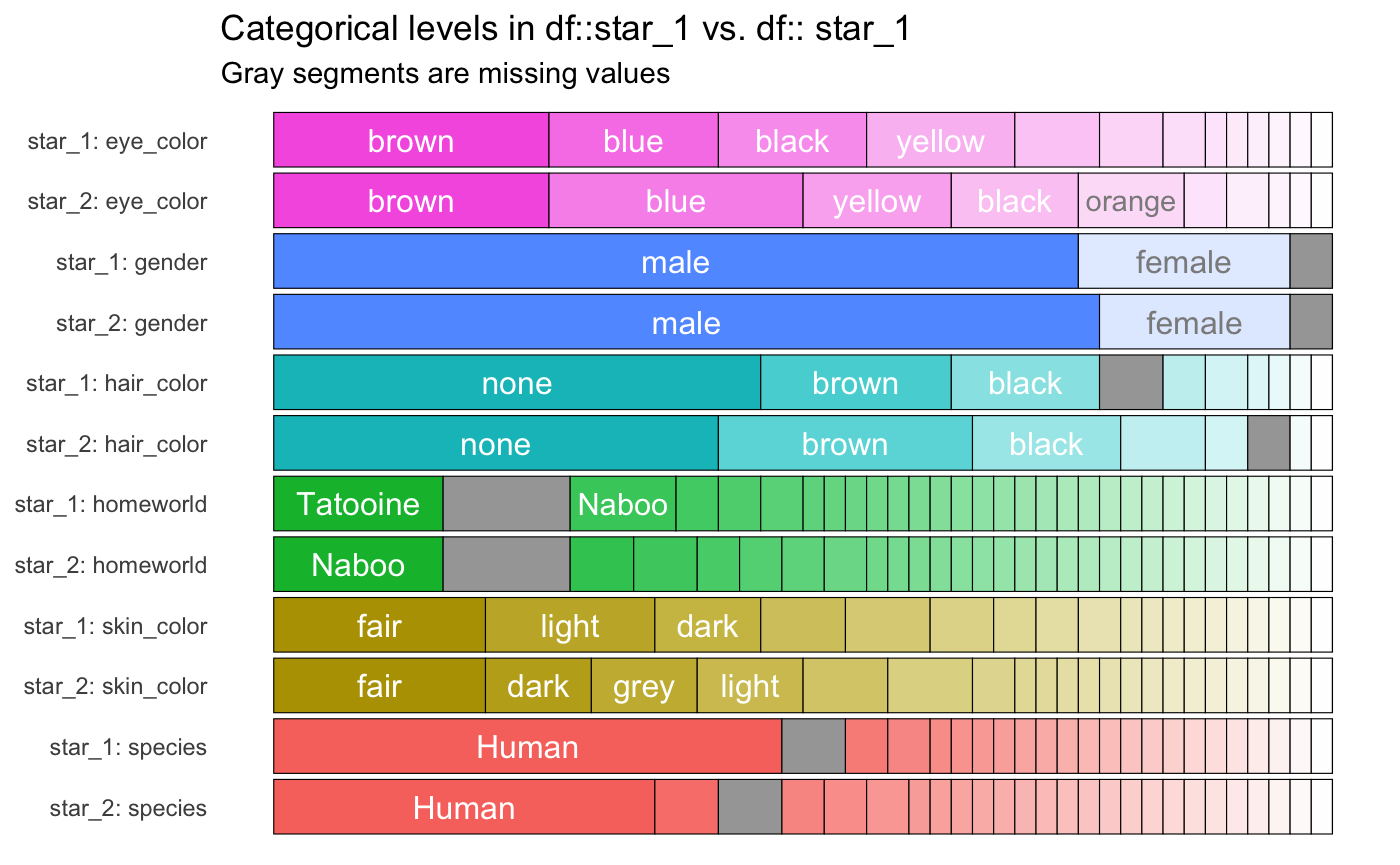 Categorical levels in df::star_1 vs. df:: star_1
Gray segments are missing values
star_1: eye_color brown blue black yellow
star_2: eye_color brown blue yellow black orange
star_1: gender male female
star_2: gender male female
star_1: hair_color none brown black
star_2: hair_color none brown black
star_1: homeworld Tatooine Naboo
star_2: homeworld Naboo
star_1: skin_color fair light dark
star_2: skin_color fair dark grey light
star_1: species Human
star_2: species Human